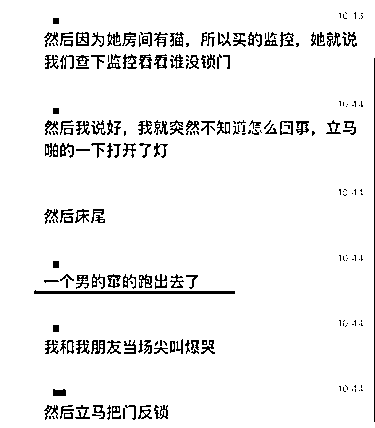 10:43
然后因为她房间有猫，所以买的监控，她就说
我们查下监控看看谁没锁门
10:44
然后我说好，我就突然不知道怎么回事，立马
啪的一下打开了灯
10:44
然后床尾
10:44
一个男的窜的跑出去了
10:44
我和我朋友当场尖叫爆哭
10:44
然后立马把门反锁